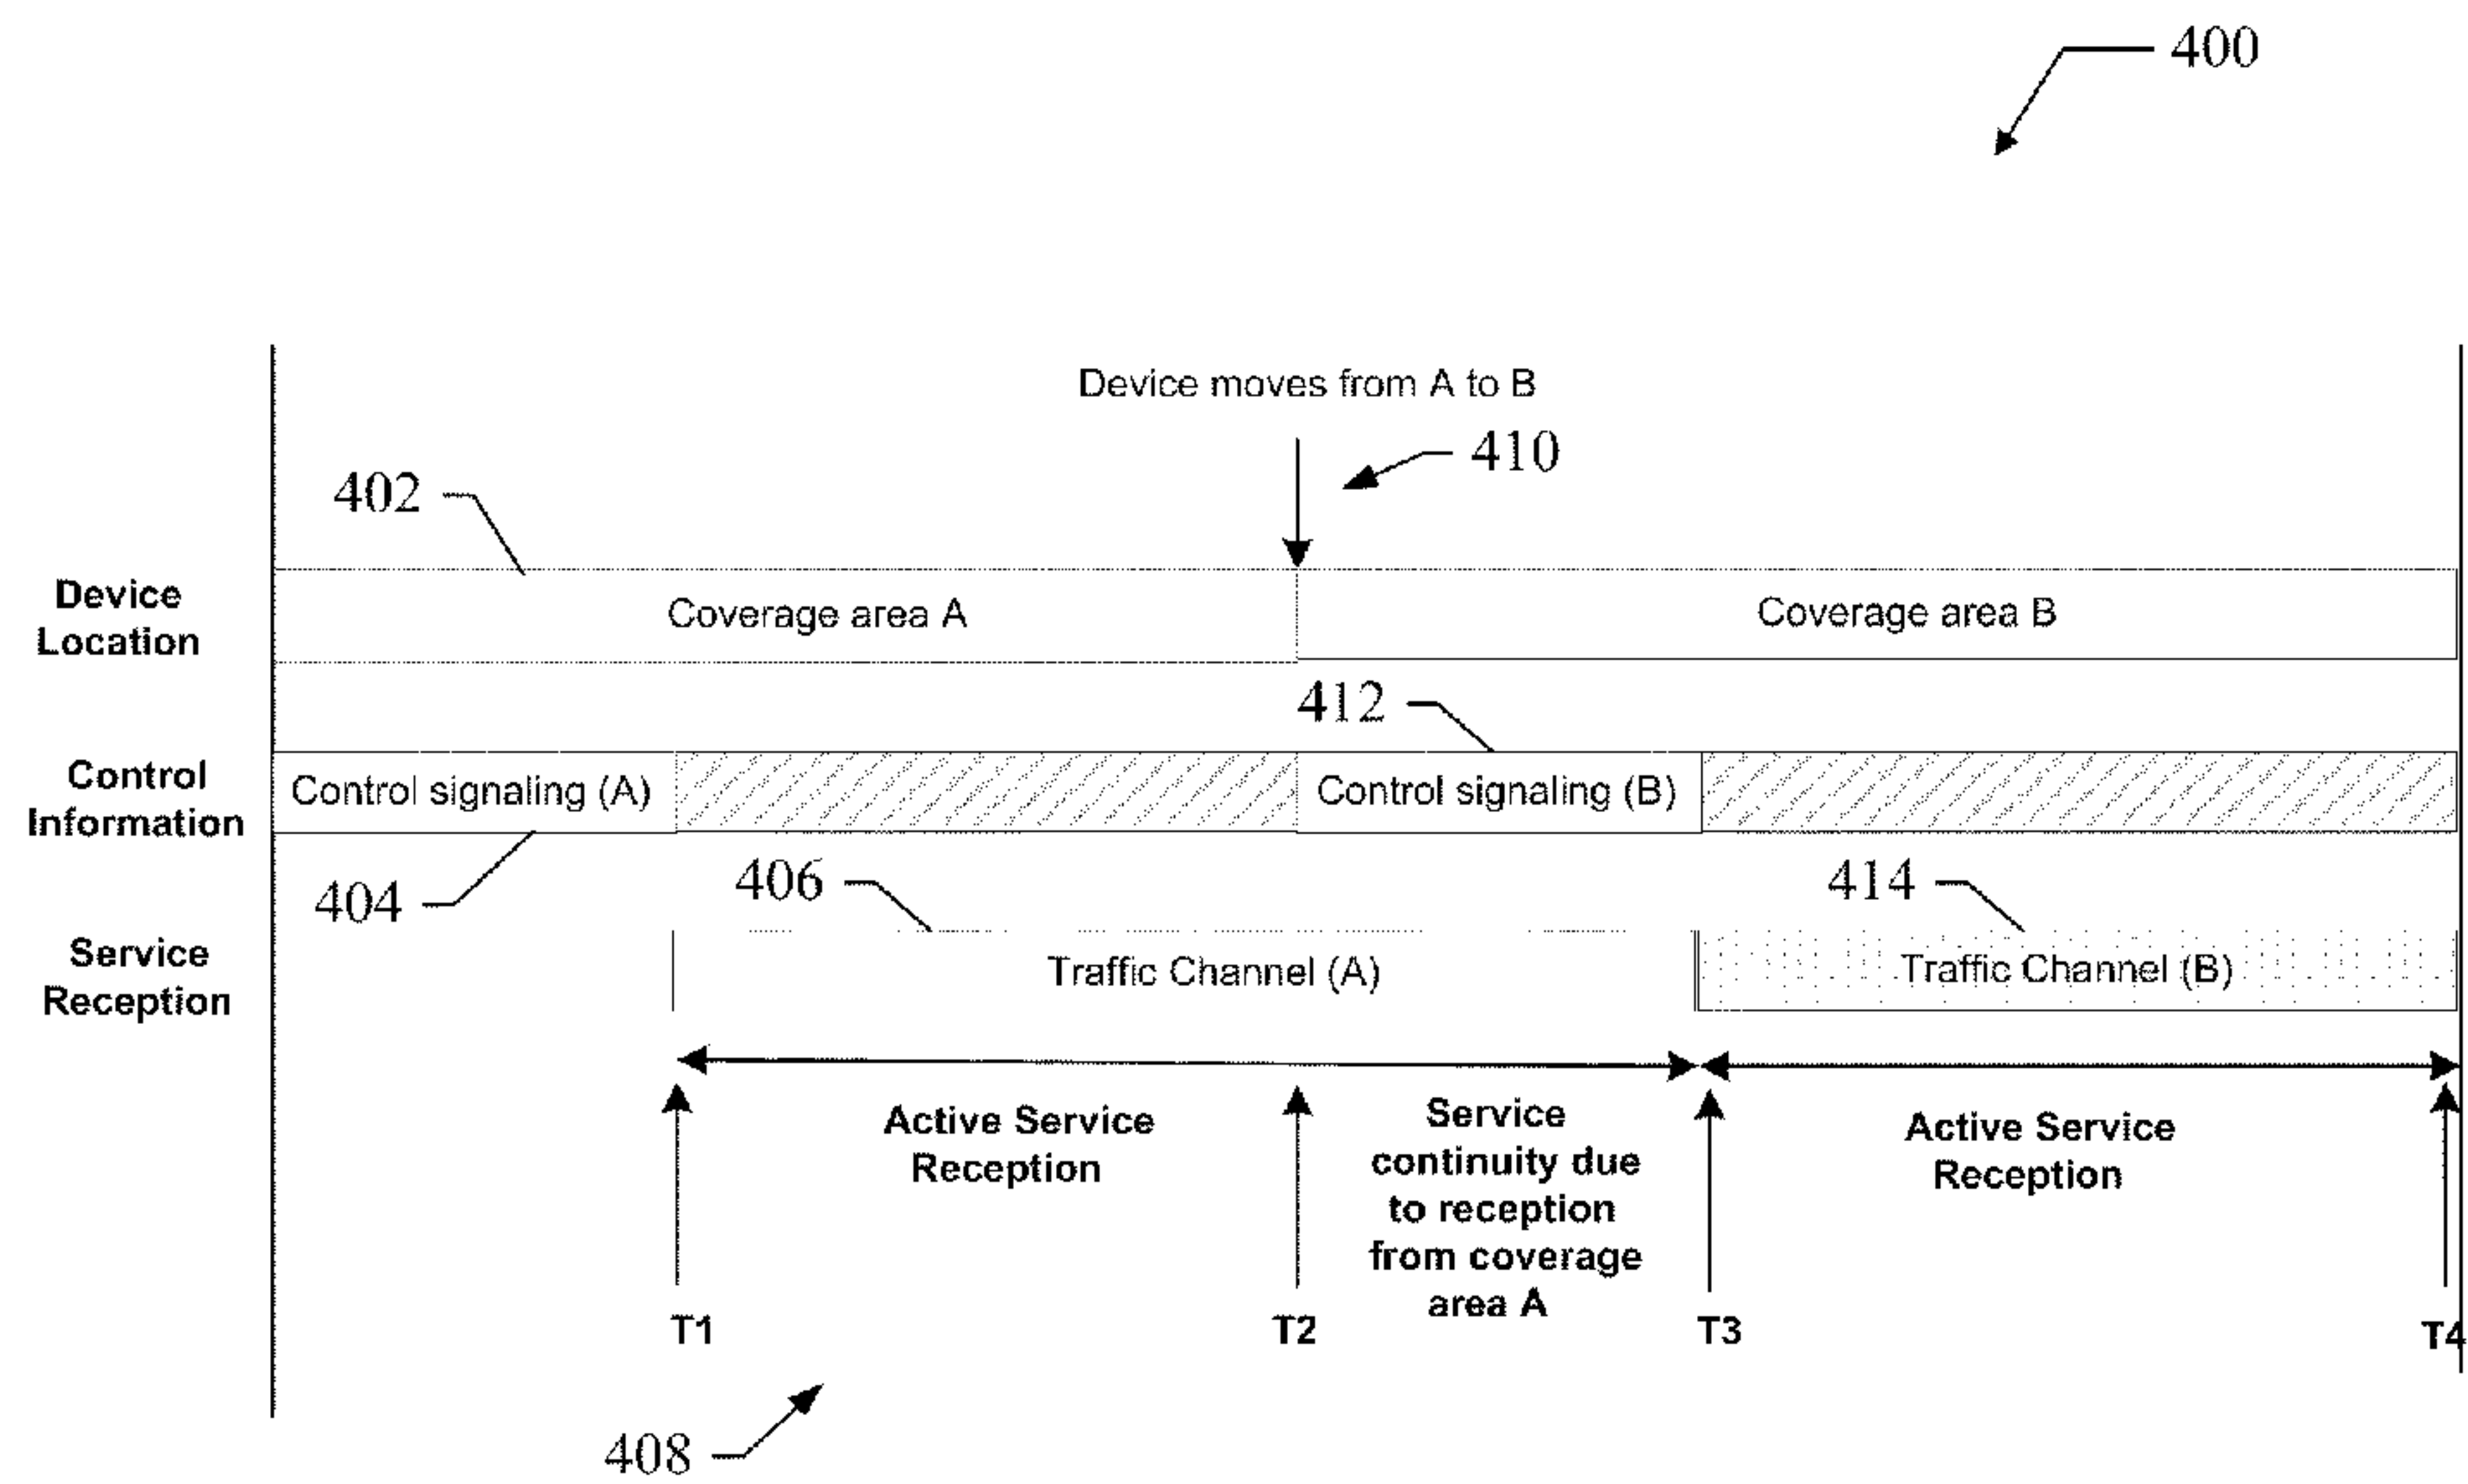 400
Device moves from A to B
410
402
Device
Location
Coverage area A
Coverage area B
412
Control
Information
Control signaling (A)
Control signaling (B)
404
406
414
Service
Reception
Traffic Channel (A)
Traffic Channel (B)
Active Service
Reception
Service
continuity due
to reception
from coverage
area A
Active Service
Reception
T1
T2
T3
T4
408